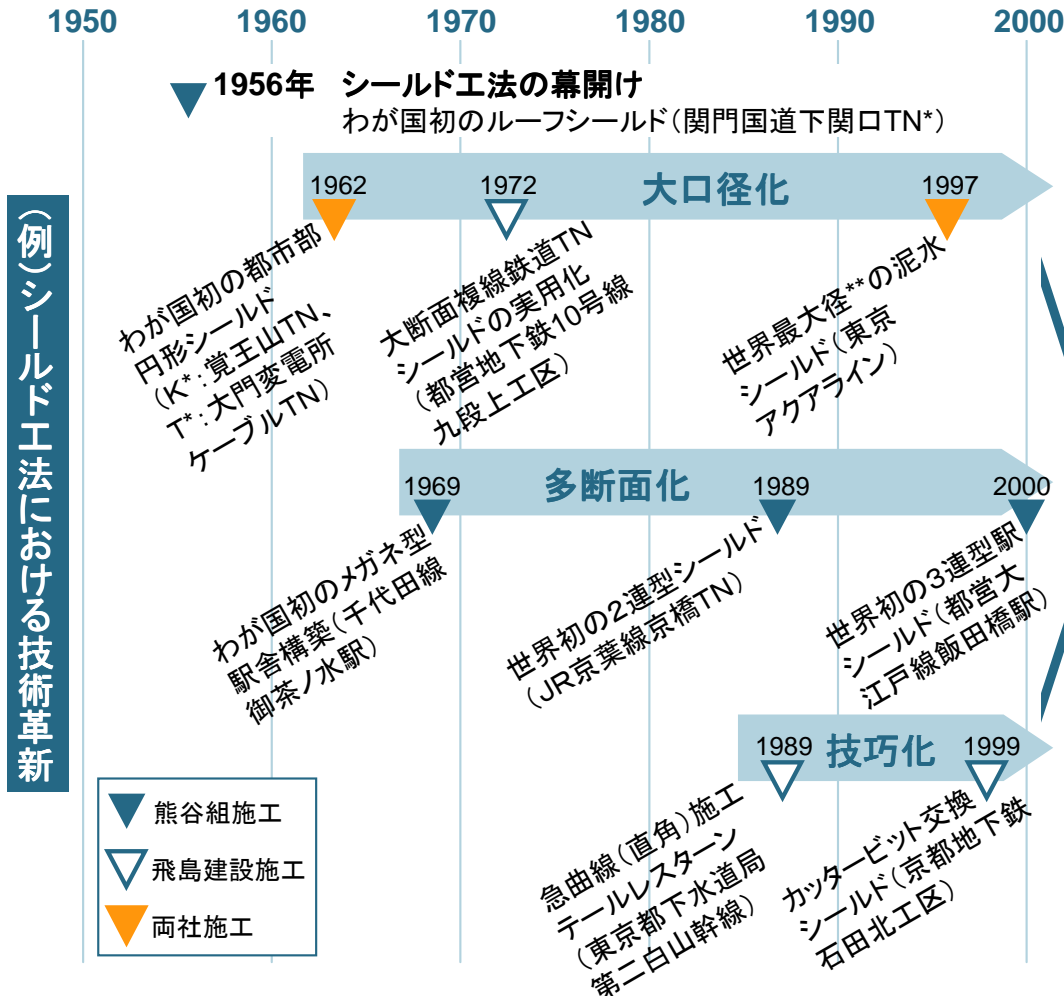 1950 1960 1970 1980 1990 2000
1956年 シールド工法の幕開け
わが国初のルーフシールド（関門国道下関口TN*）
（例）シールド工法における技術革新
大口径化
1962
わが国初の都市部
円形シールド
（K*：覚王山TN、
T*：大門変電所
ケーブルTN）
1972
大断面複線鉄道TN
シールドの実用化
（都営地下鉄10号線
九段上工区）
1997
世界最大径**の泥水
シールド（東京
アクアライン）
多断面化
1969
わが国初のメガネ型
駅舎構築（千代田線
御茶ノ水駅）
1989
世界初の2連型シールド
（JR京葉線京橋TN）
2000
世界初の3連型駅
シールド（都営大
江戸線飯田橋駅）
技巧化
1989
急曲線（直角）施工
テールレスターン
（東京都下水道局
第二白山幹線）
1999
カッタービット交換
シールド（京都地下鉄
石田北工区）
熊谷組施工
飛島建設施工
両社施工